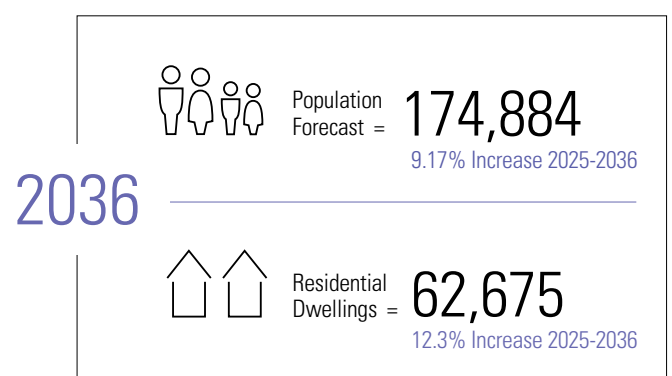 Population
Forecast = 174,884
9.17% Increase 2025-2036
2036
Residential
Dwellings = 62,675
12.3% Increase 2025-2036